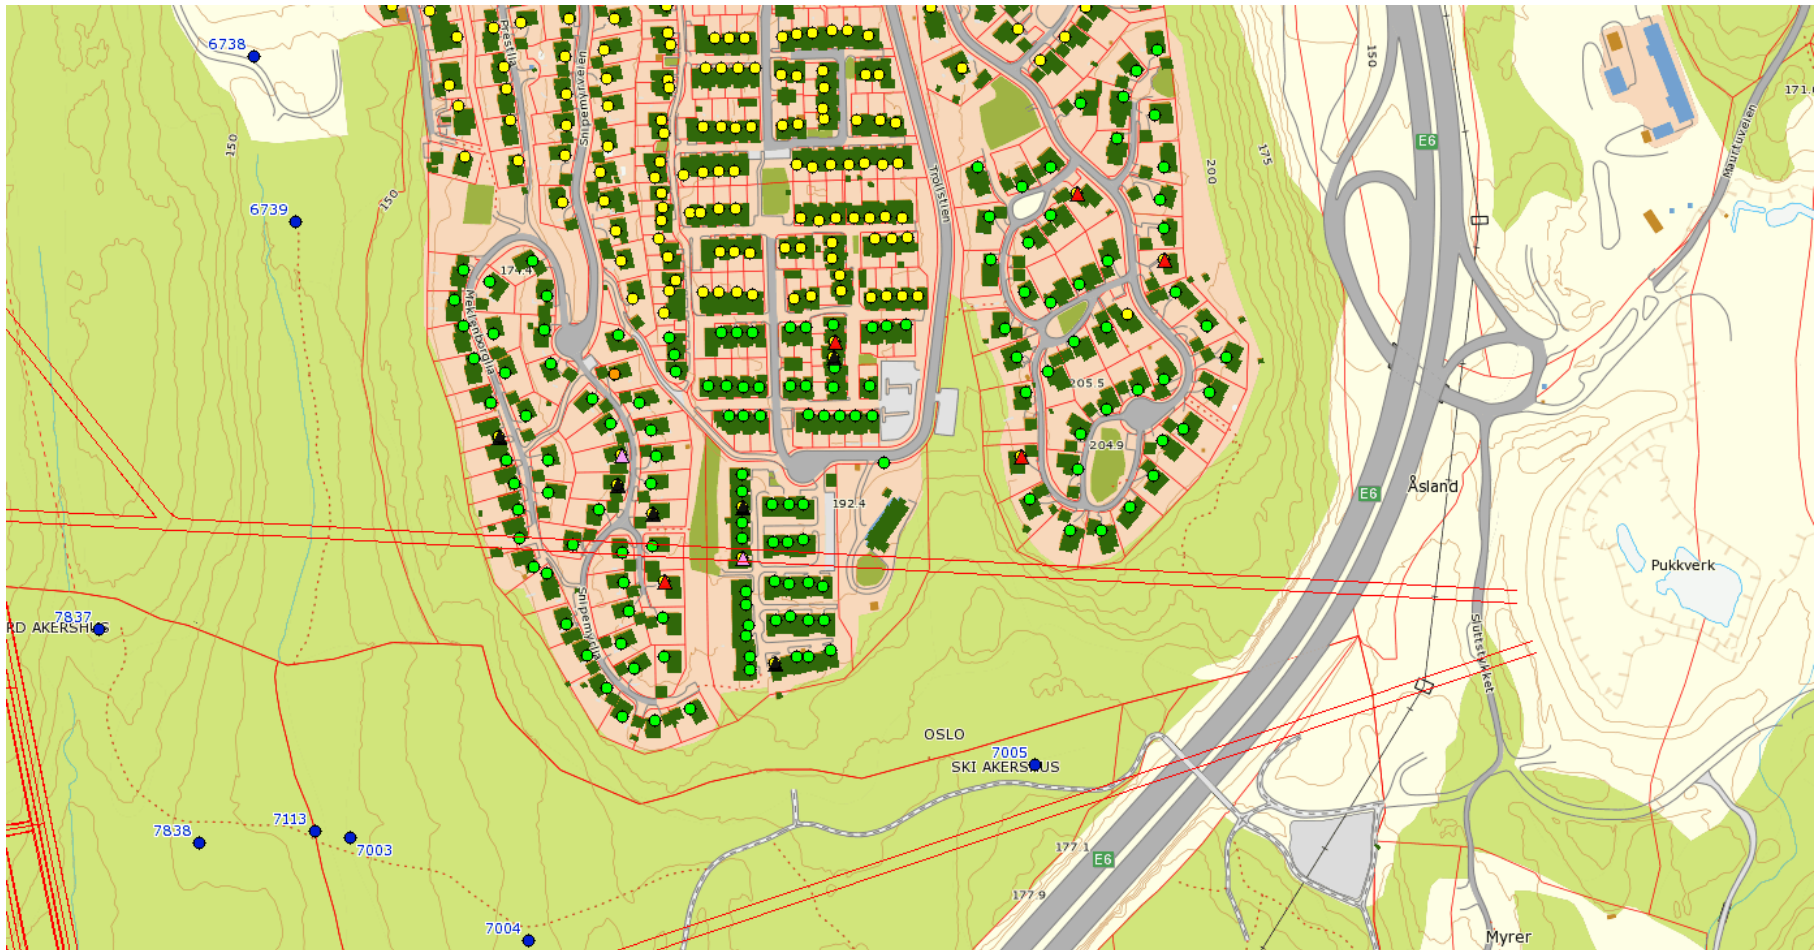 6738
Prestlia
Snipemyrveien
150
E6
171.
Maurtuveien
150
175
200
Trollstien
150
6739
174.4
Meklenborglia
205.5
204.9
E6
Åsland
192.4
Pukkverk
7837
RD AKERSHUS
Snipemyrlia
Sluttstykket
OSLO
7005
SKI AKERSHUS
7838
7113
7003
177.1
E6
177.9
7004
Myrer